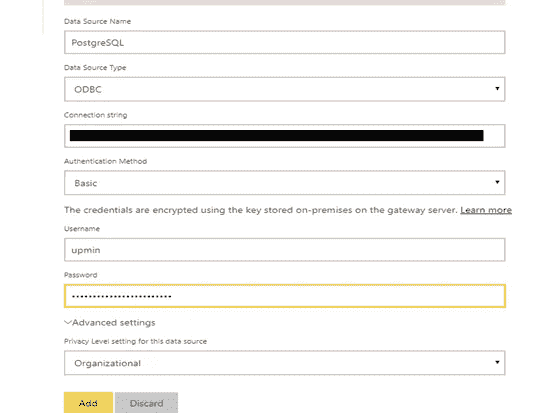 Data Source Name
PostgreSQL
Data Source Type
ODBC
Connection string
Authentication Method
Basic
The credentials are encrypted using the key stored on-premises on the gateway server. Learn more
Username
upmin
Password
••••••••••••••••••••••••
Advanced settings
Privacy Level setting for this data source
Organizational
Add Discard